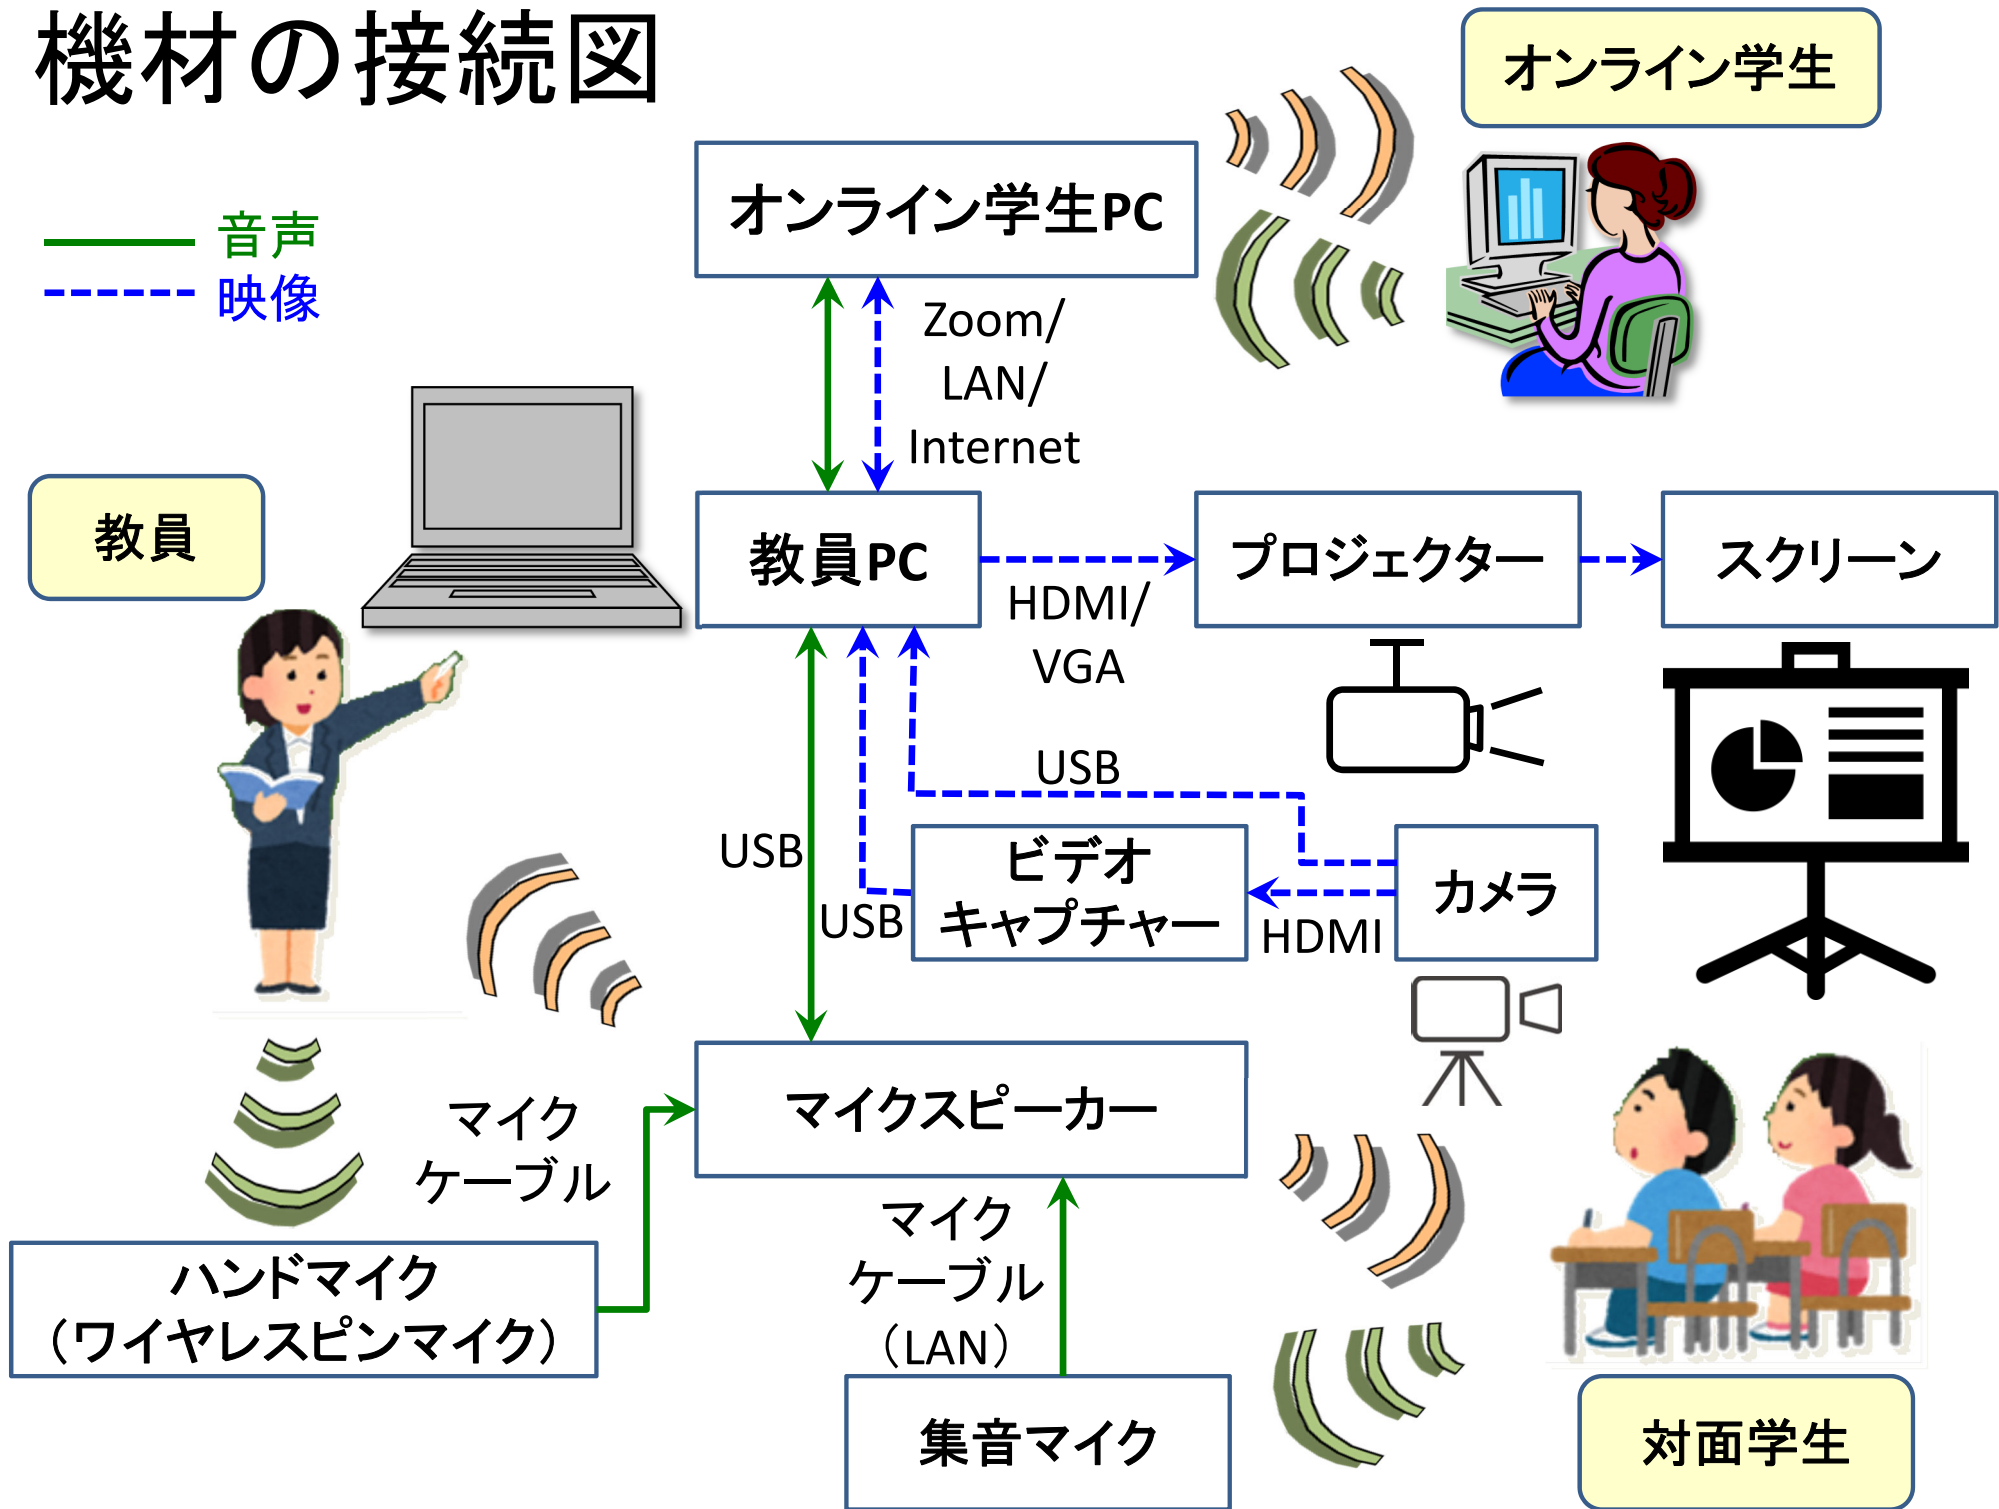 機材の接続図
音声
映像
オンライン学生
オンライン学生PC
Zoom/
LAN/
Internet
教員
教員PC
プロジェクター
スクリーン
HDMI/
VGA
USB
USB
ビデオ
キャプチャー
カメラ
USB
HDMI
マイクスピーカー
マイク
ケーブル
マイク
ケーブル
（LAN）
ハンドマイク
（ワイヤレスピンマイク）
集音マイク
対面学生